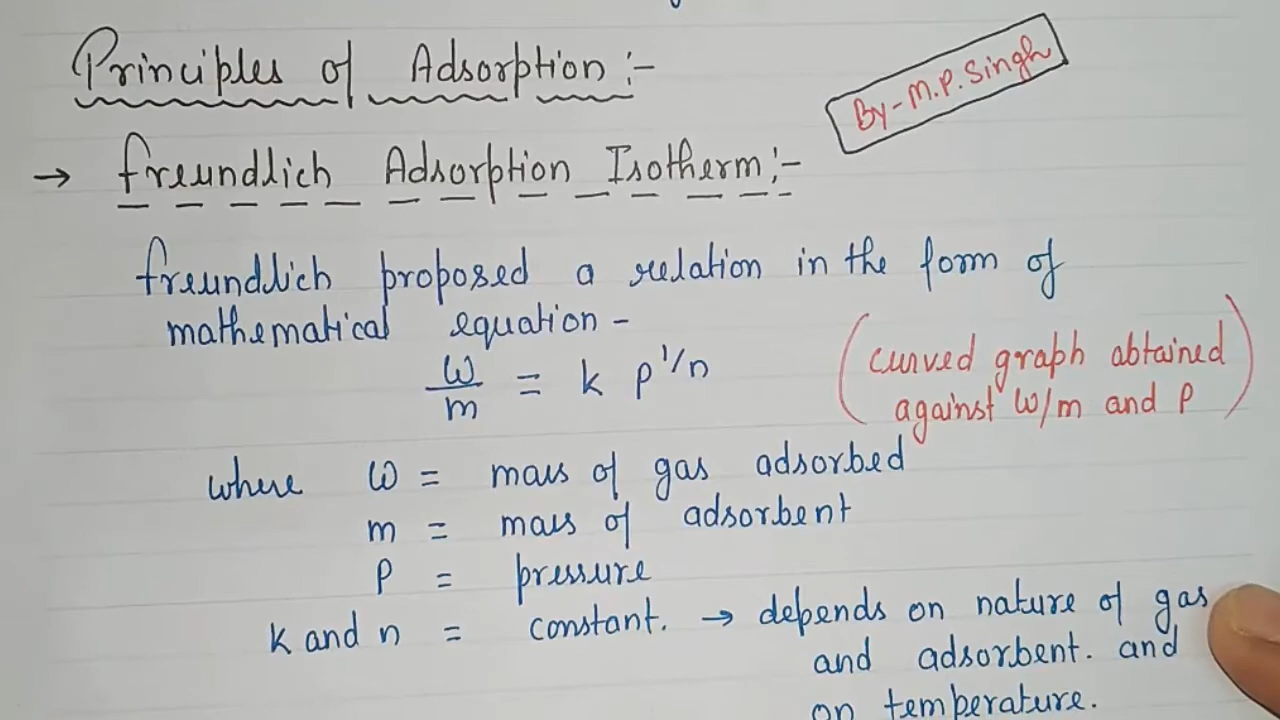 Principles of Adsorption :-
By - M.P. Singh
→ freundlich Adsorption Isotherm :-
freundlich proposed a relation in the form of
mathematical equation -
w/m = k p^1/n
(curved graph abtained
against w/m and p)
where w = mass of gas adsorbed
m = mass of adsorbent
p = pressure
k and n = constant. → depends on nature of gas
and adsorbent. and
on temperature.